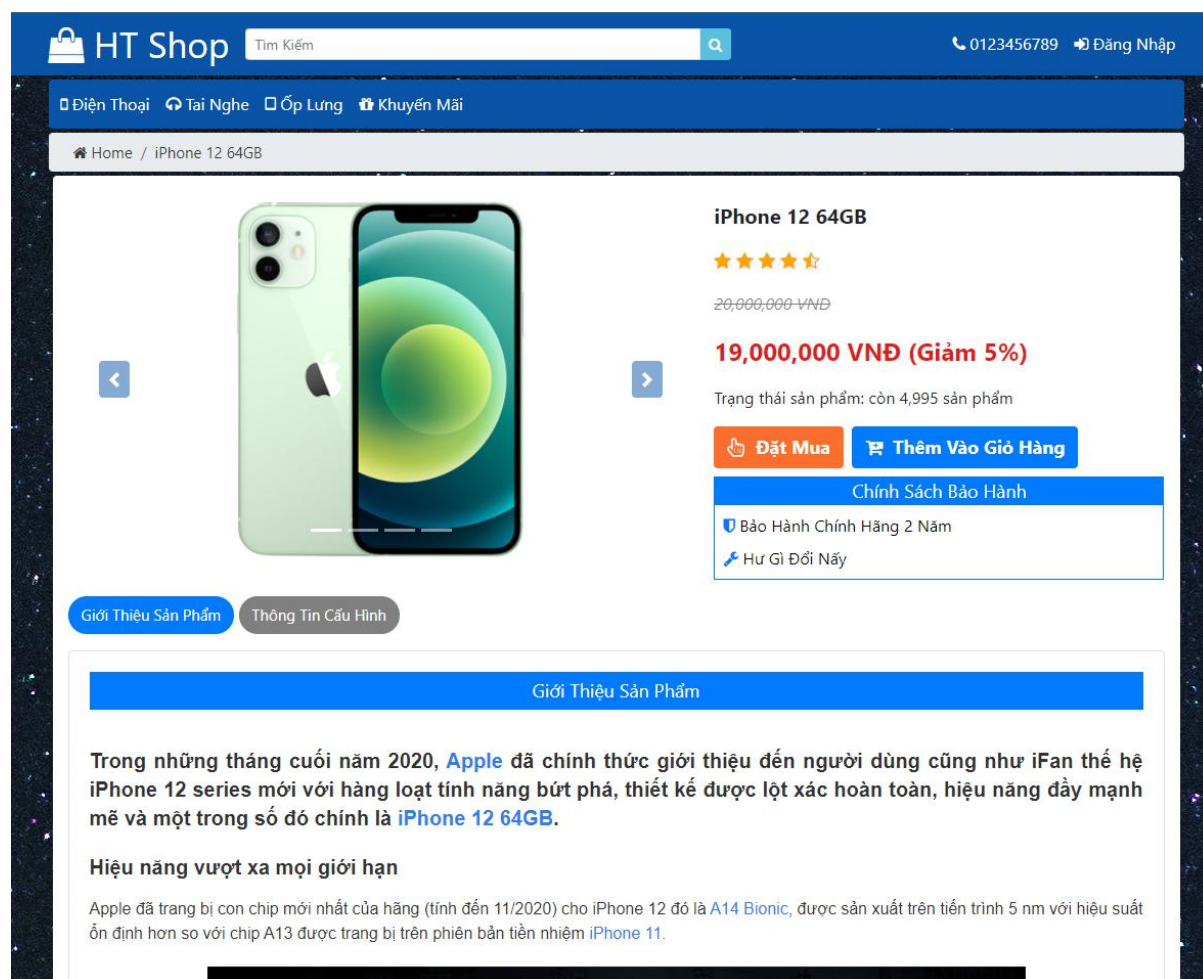 HT Shop
Tìm Kiếm
0123456789
Đăng Nhập
Điện Thoại
Tai Nghe
Ốp Lưng
Khuyến Mãi
Home / iPhone 12 64GB
iPhone 12 64GB
20,000,000 VNĐ
19,000,000 VNĐ (Giảm 5%)
Trạng thái sản phẩm: còn 4,995 sản phẩm
Đặt Mua
Thêm Vào Giỏ Hàng
Chính Sách Bảo Hành
Bảo Hành Chính Hãng 2 Năm
Hư Gì Đổi Nấy
Giới Thiệu Sản Phẩm
Thông Tin Cấu Hình
Giới Thiệu Sản Phẩm
Trong những tháng cuối năm 2020, Apple đã chính thức giới thiệu đến người dùng cũng như iFan thế hệ
iPhone 12 series mới với hàng loạt tính năng bứt phá, thiết kế được lột xác hoàn toàn, hiệu năng đầy mạnh
mẽ và một trong số đó chính là iPhone 12 64GB.
Hiệu năng vượt xa mọi giới hạn
Apple đã trang bị con chip mới nhất của hãng (tính đến 11/2020) cho iPhone 12 đó là A14 Bionic, được sản xuất trên tiến trình 5 nm với hiệu suất
ổn định hơn so với chip A13 được trang bị trên phiên bản tiền nhiệm iPhone 11.